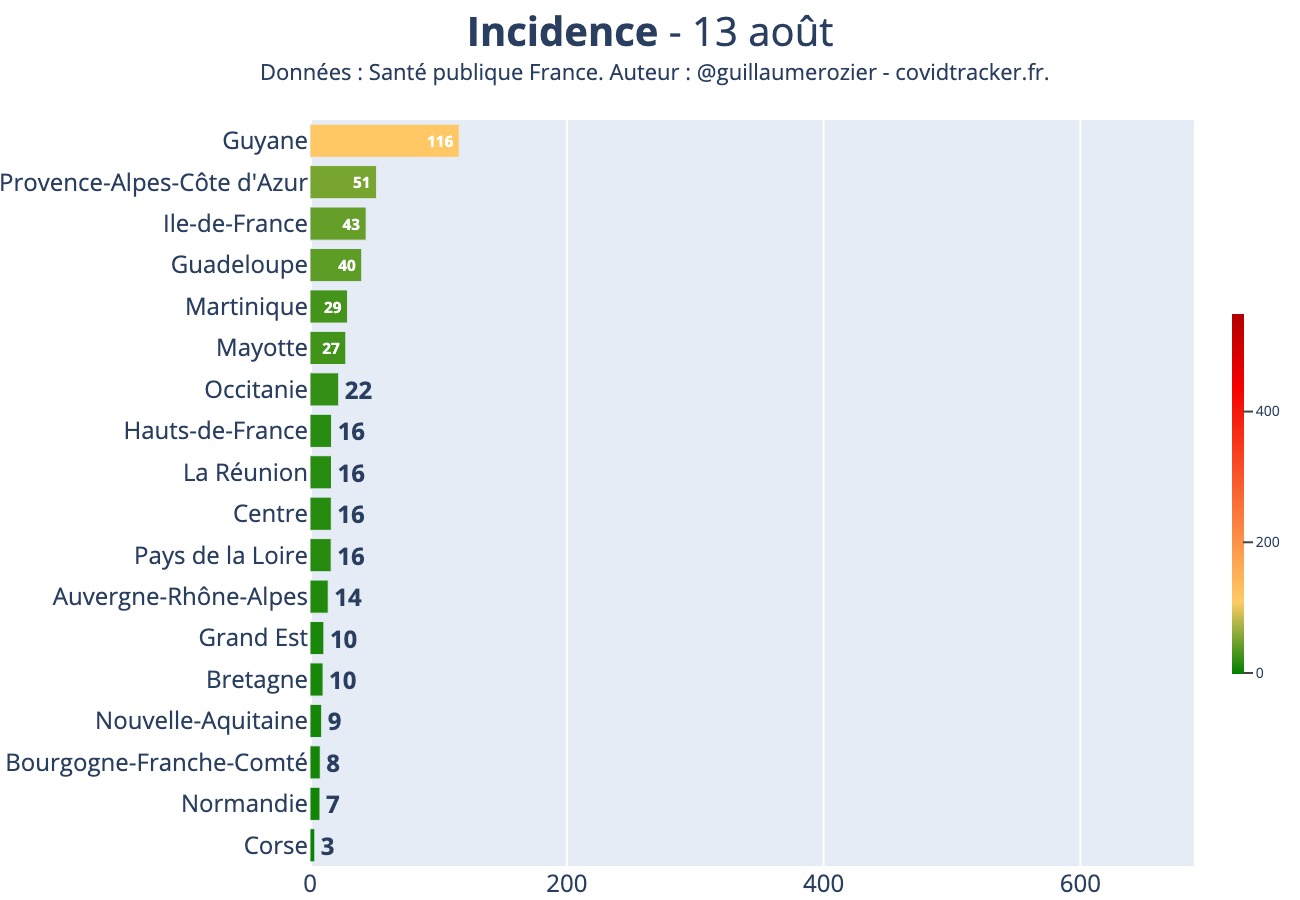 Incidence - 13 août
Données : Santé publique France. Auteur : @guillaumerozier - covidtracker.fr.
Guyane 116
Provence-Alpes-Côte d'Azur 51
Ile-de-France 43
Guadeloupe 40
Martinique 29
Mayotte 27
Occitanie 22
Hauts-de-France 16
La Réunion 16
Centre 16
Pays de la Loire 16
Auvergne-Rhône-Alpes 14
Grand Est 10
Bretagne 10
Nouvelle-Aquitaine 9
Bourgogne-Franche-Comté 8
Normandie 7
Corse 3
0 200 400 600
400
200
0